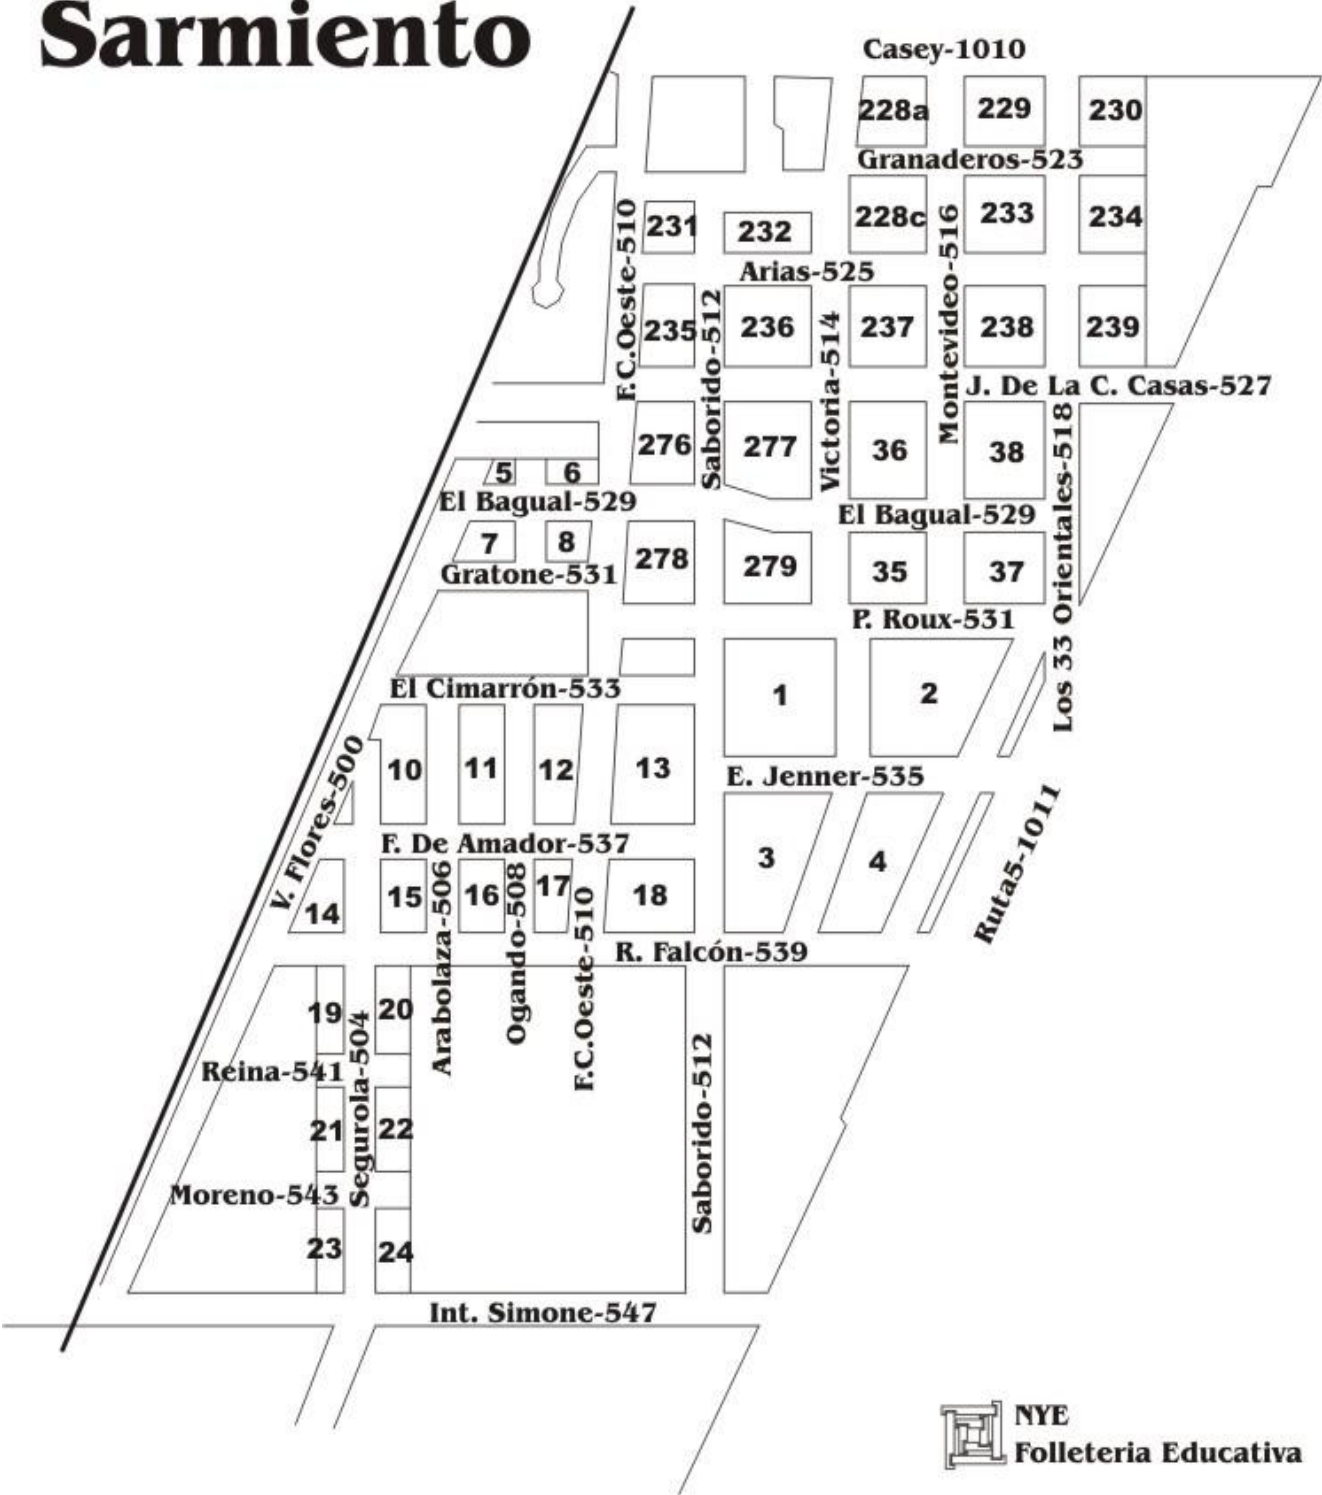 Sarmiento
Casey-1010
228a
229
230
Granaderos-523
228c
233
234
231
232
F.C.Oeste-510
Montevideo-516
Arias-525
235
236
237
238
239
Saborido-512
Victoria-514
J. De La C. Casas-527
276
277
36
38
Los 33 Orientales-518
5
6
El Bagual-529
El Bagual-529
7
8
278
279
35
37
Gratone-531
P. Roux-531
El Cimarrón-533
1
2
V. Flores-500
10
11
12
13
E. Jenner-535
Ruta5-1011
F. De Amador-537
3
4
14
15
16
17
18
Arabolaza-506
Ogando-508
F.C.Oeste-510
R. Falcón-539
19
20
Segurola-504
Saborido-512
Reina-541
21
22
Moreno-543
23
24
Int. Simone-547
NYE
Folleteria Educativa